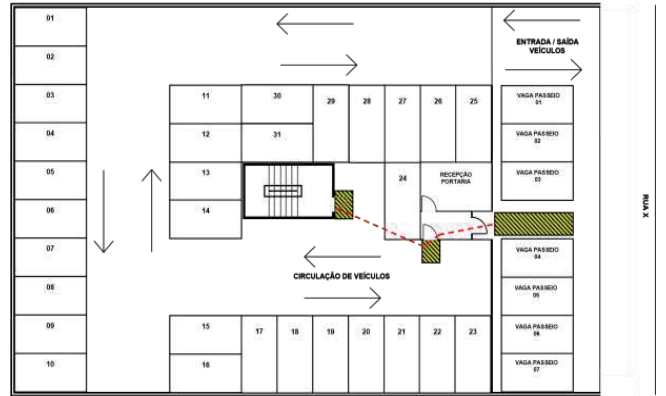 01
02
03
04
05
06
07
08
09
10
11
12
13
14
15
16
30
31
29
28
27
26
25
24
RECEPÇÃO
PORTARIA
CIRCULAÇÃO DE VEÍCULOS
17
18
19
20
21
22
23
ENTRADA / SAÍDA
VEÍCULOS
VAGA PASSEIO
01
VAGA PASSEIO
02
VAGA PASSEIO
03
VAGA PASSEIO
04
VAGA PASSEIO
05
VAGA PASSEIO
06
VAGA PASSEIO
07
RUA X